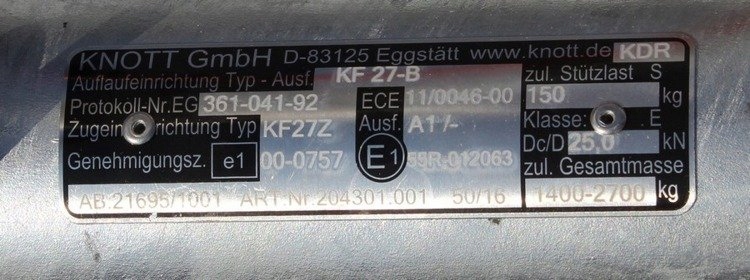 KNOTT GmbH D-83125 Eggstätt www.knott.de KDR
Auflaufeinrichtung Typ - Ausf. KF 27-B
Protokoll-Nr.EG 361-041-92 ECE 11/0046-00
Zugeinrichtung Typ KF27Z Ausf. A1 /-
Genehmigungsz. e1 00-0757 E1 55R-012063
AB:21695/1001 ART.Nr:204301.001 50/16
zul. Stützlast S
150 kg
Klasse: E
Dc/D 25,0 kN
zul. Gesamtmasse
1400-2700 kg